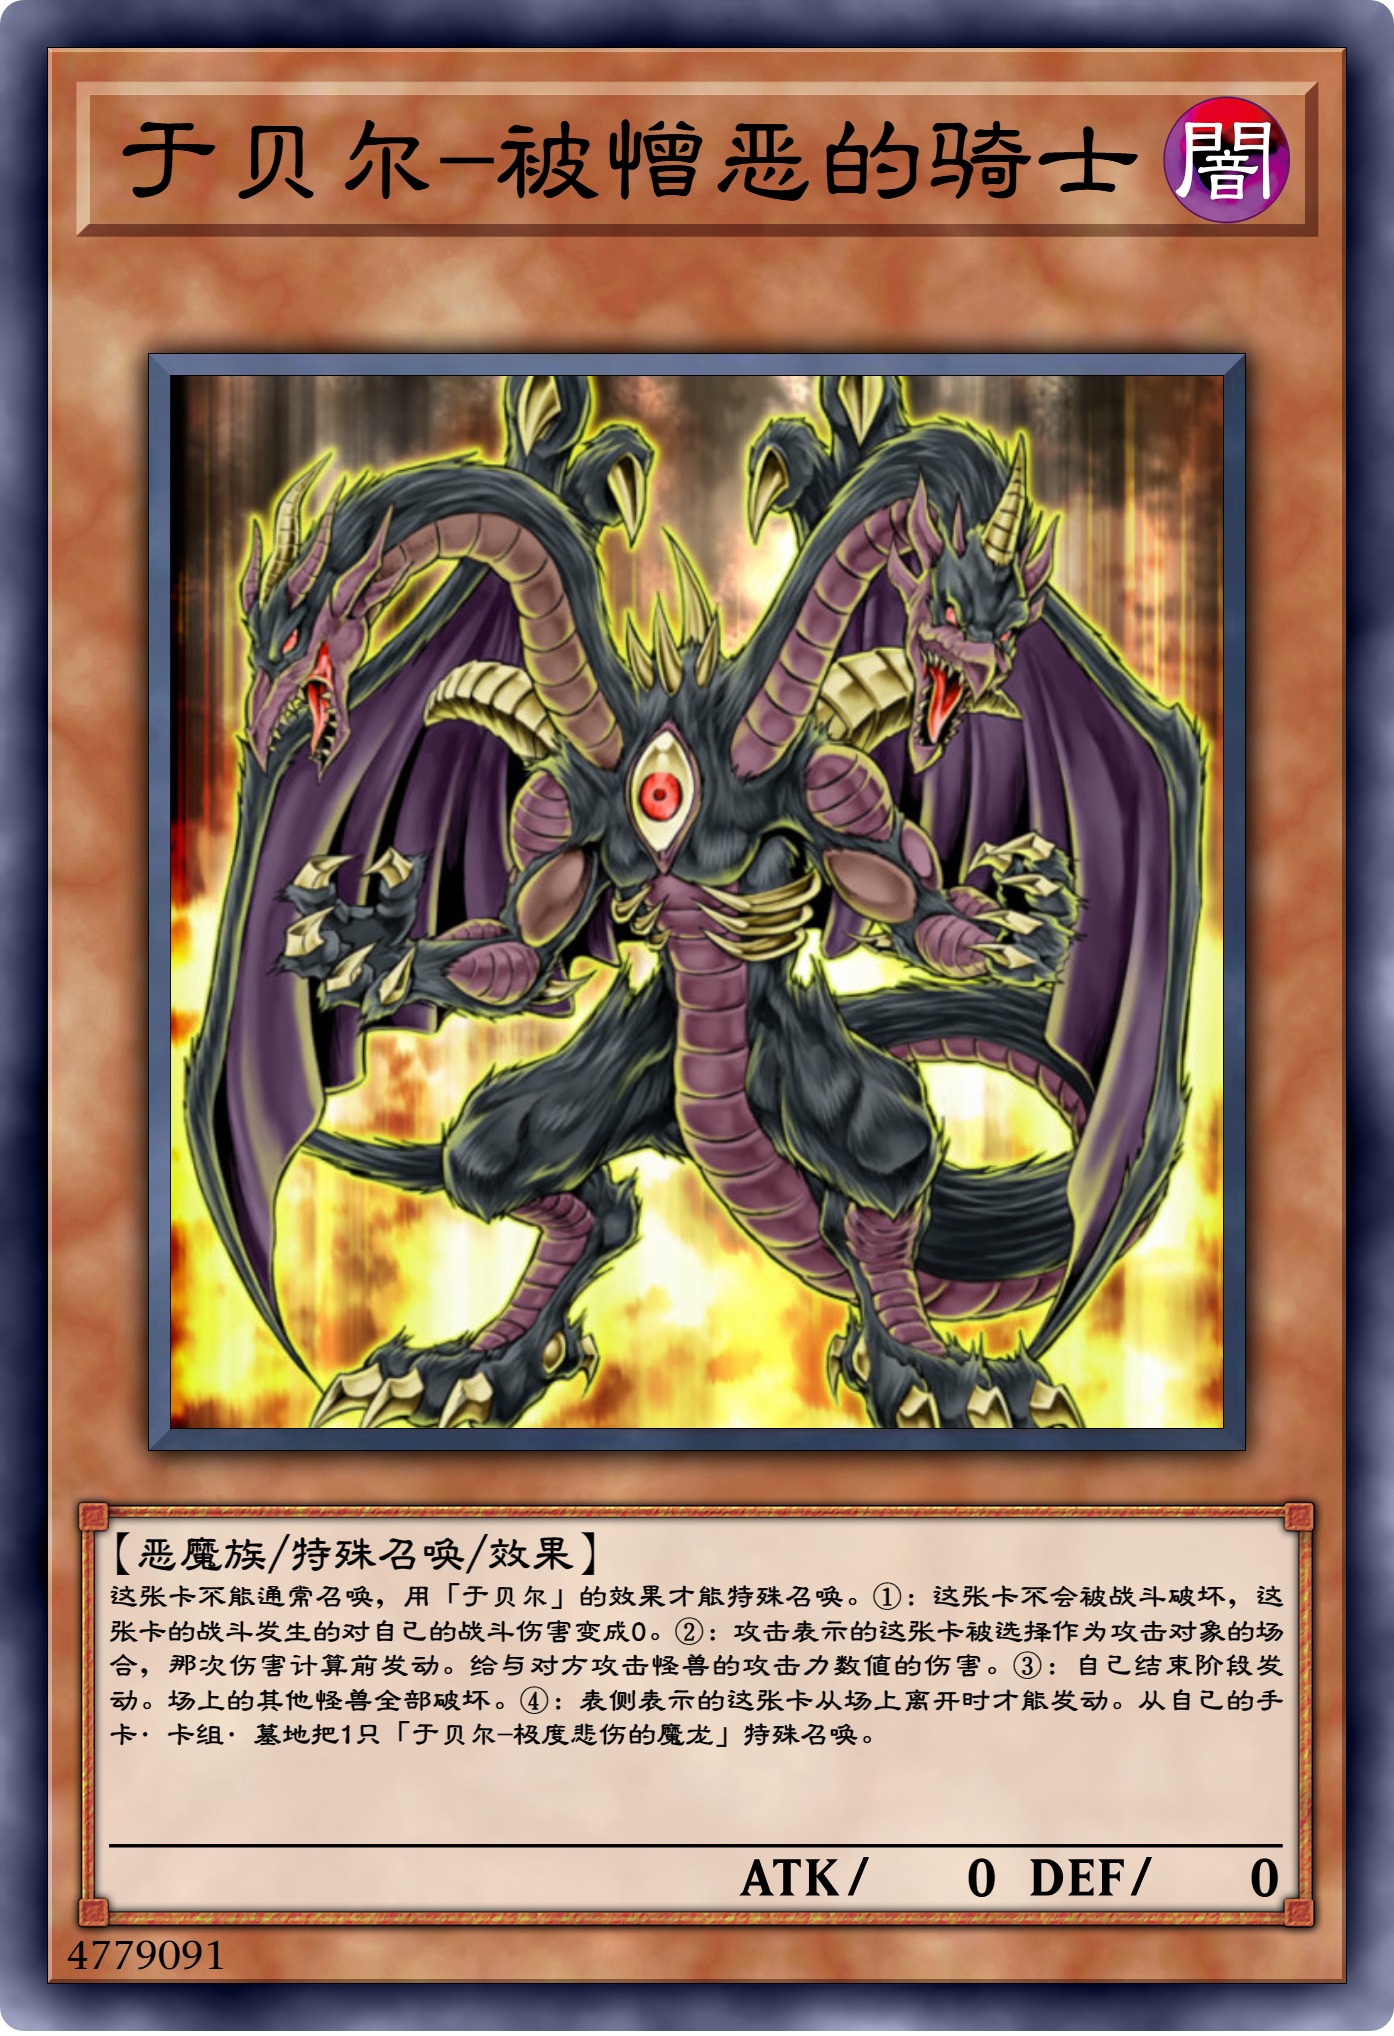 于贝尔-被憎恶的骑士 闇
【恶魔族/特殊召唤/效果】
这张卡不能通常召唤，用「于贝尔」的效果才能特殊召唤。①：这张卡不会被战斗破坏，这
张卡的战斗发生的对自己的战斗伤害变成0。②：攻击表示的这张卡被选择作为攻击对象的场
合，那次伤害计算前发动。给与对方攻击怪兽的攻击力数值的伤害。③：自己结束阶段发
动。场上的其他怪兽全部破坏。④：表侧表示的这张卡从场上离开时才能发动。从自己的手
卡·卡组·墓地把1只「于贝尔-极度悲伤的魔龙」特殊召唤。
ATK/ 0 DEF/ 0
4779091